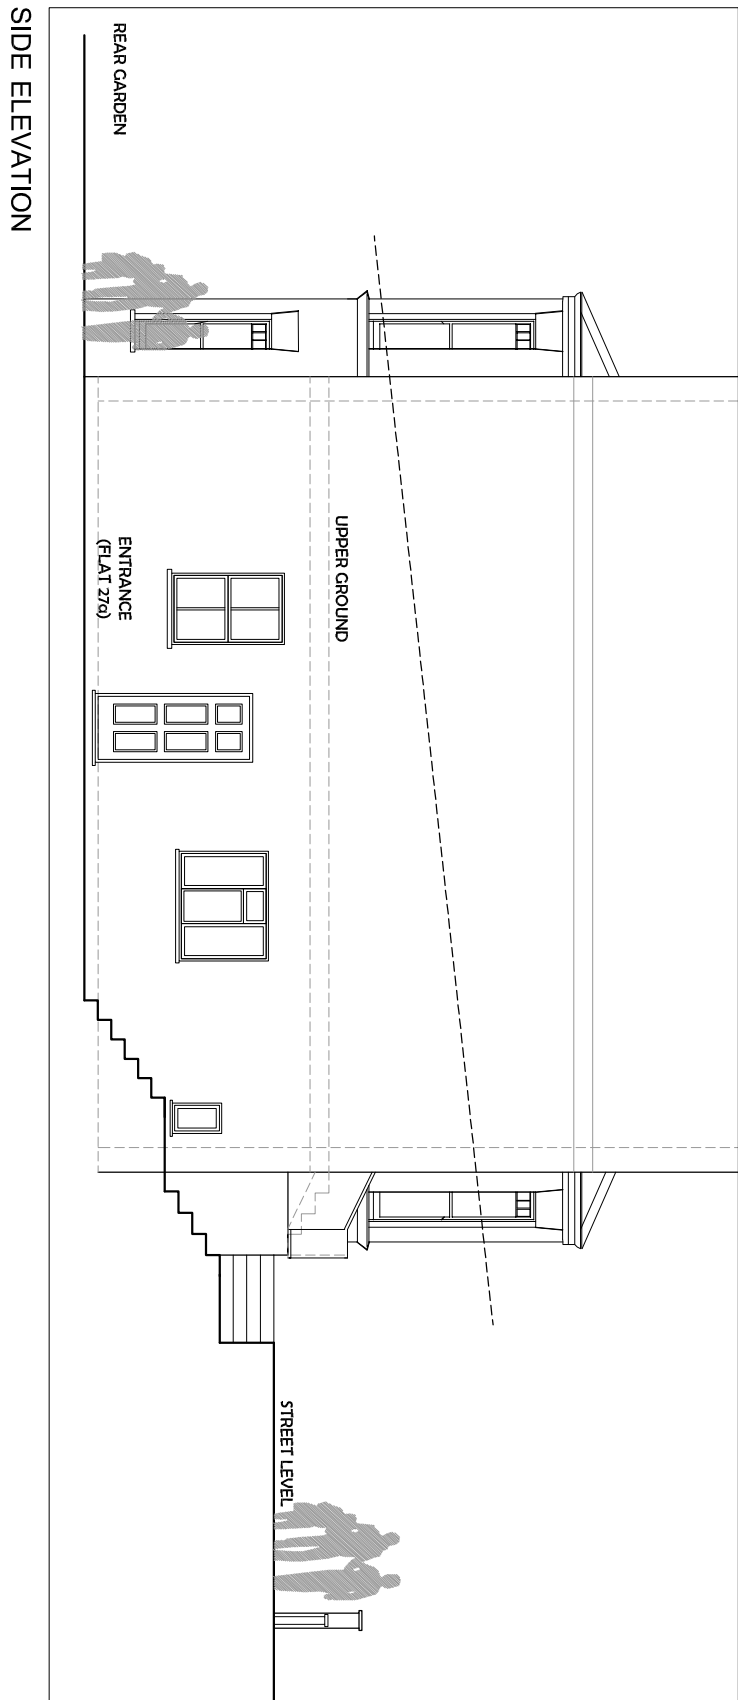 REAR GARDEN
UPPER GROUND
ENTRANCE
(FLAT 27a)
STREET LEVEL
SIDE ELEVATION